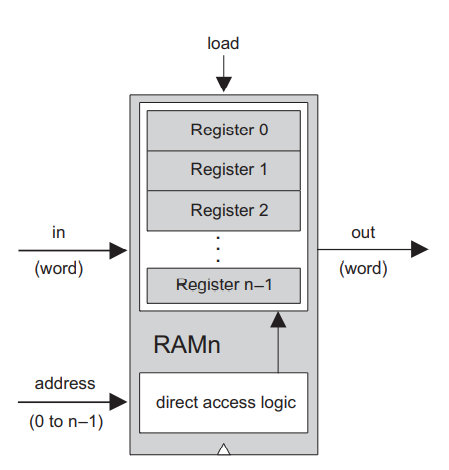 load
Register 0
Register 1
Register 2
in
out
(word)
(word)
Register n–1
RAMn
address
direct access logic
(0 to n–1)